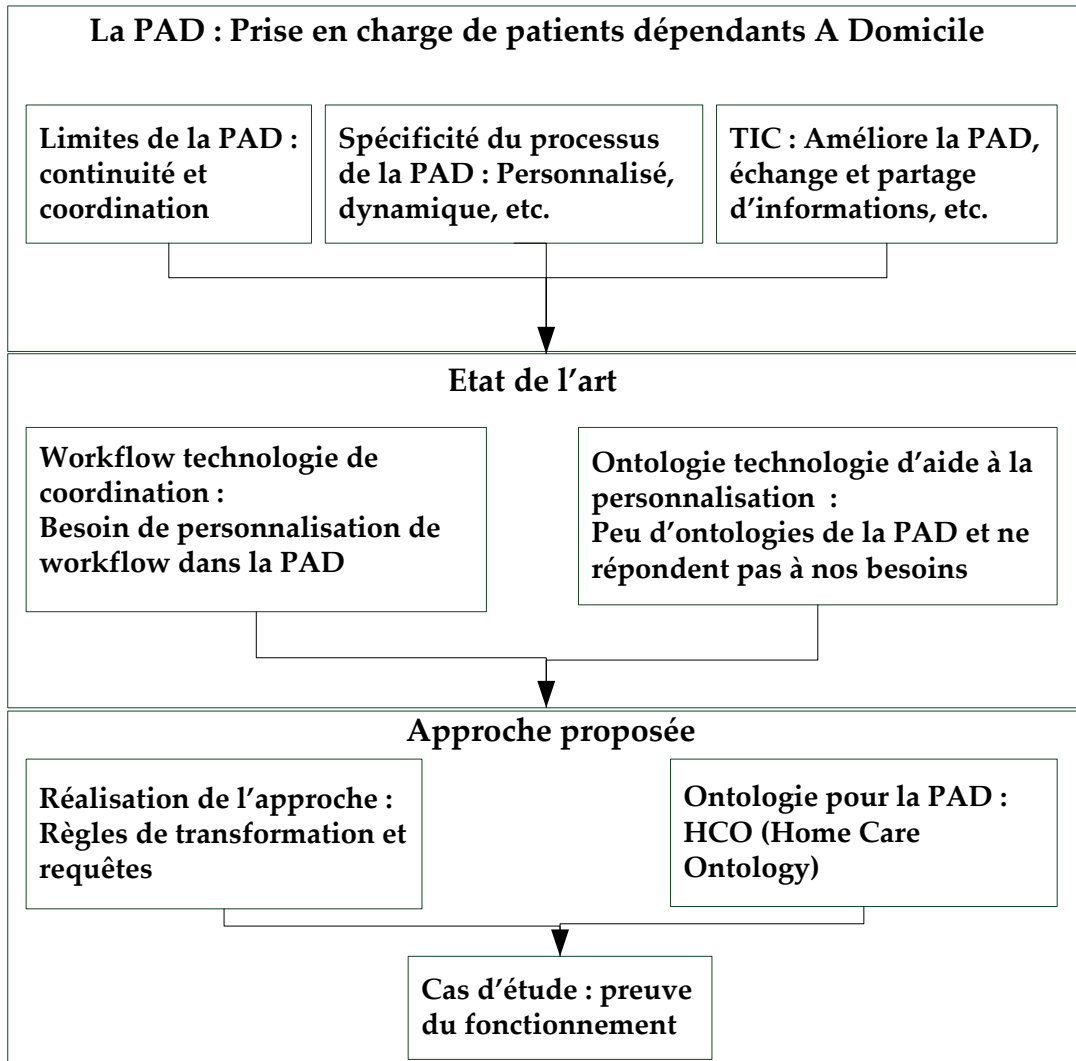 La PAD : Prise en charge de patients dépendants A Domicile
Limites de la PAD :
continuité et
coordination
Spécificité du processus
de la PAD : Personnalisé,
dynamique, etc.
TIC : Améliore la PAD,
échange et partage
d’informations, etc.
Etat de l’art
Workflow technologie de
coordination :
Besoin de personnalisation de
workflow dans la PAD
Ontologie technologie d’aide à la
personnalisation :
Peu d’ontologies de la PAD et ne
répondent pas à nos besoins
Approche proposée
Réalisation de l’approche :
Règles de transformation et
requêtes
Ontologie pour la PAD :
HCO (Home Care
Ontology)
Cas d’étude : preuve
du fonctionnement